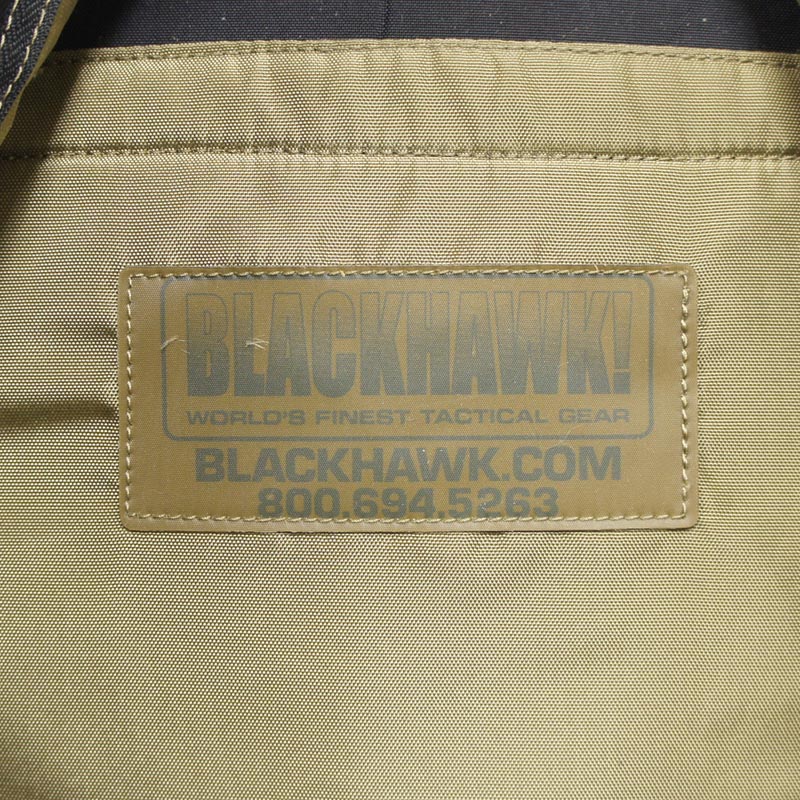 BLACKHAWK!
WORLD'S FINEST TACTICAL GEAR
BLACKHAWK.COM
800.694.5263